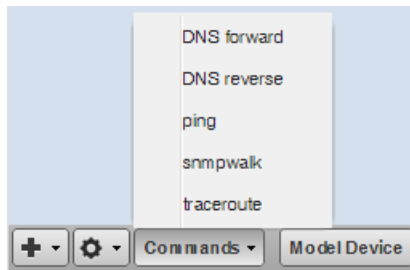 DNS forward
DNS reverse
ping
snmpwalk
traceroute
Commands Model Device